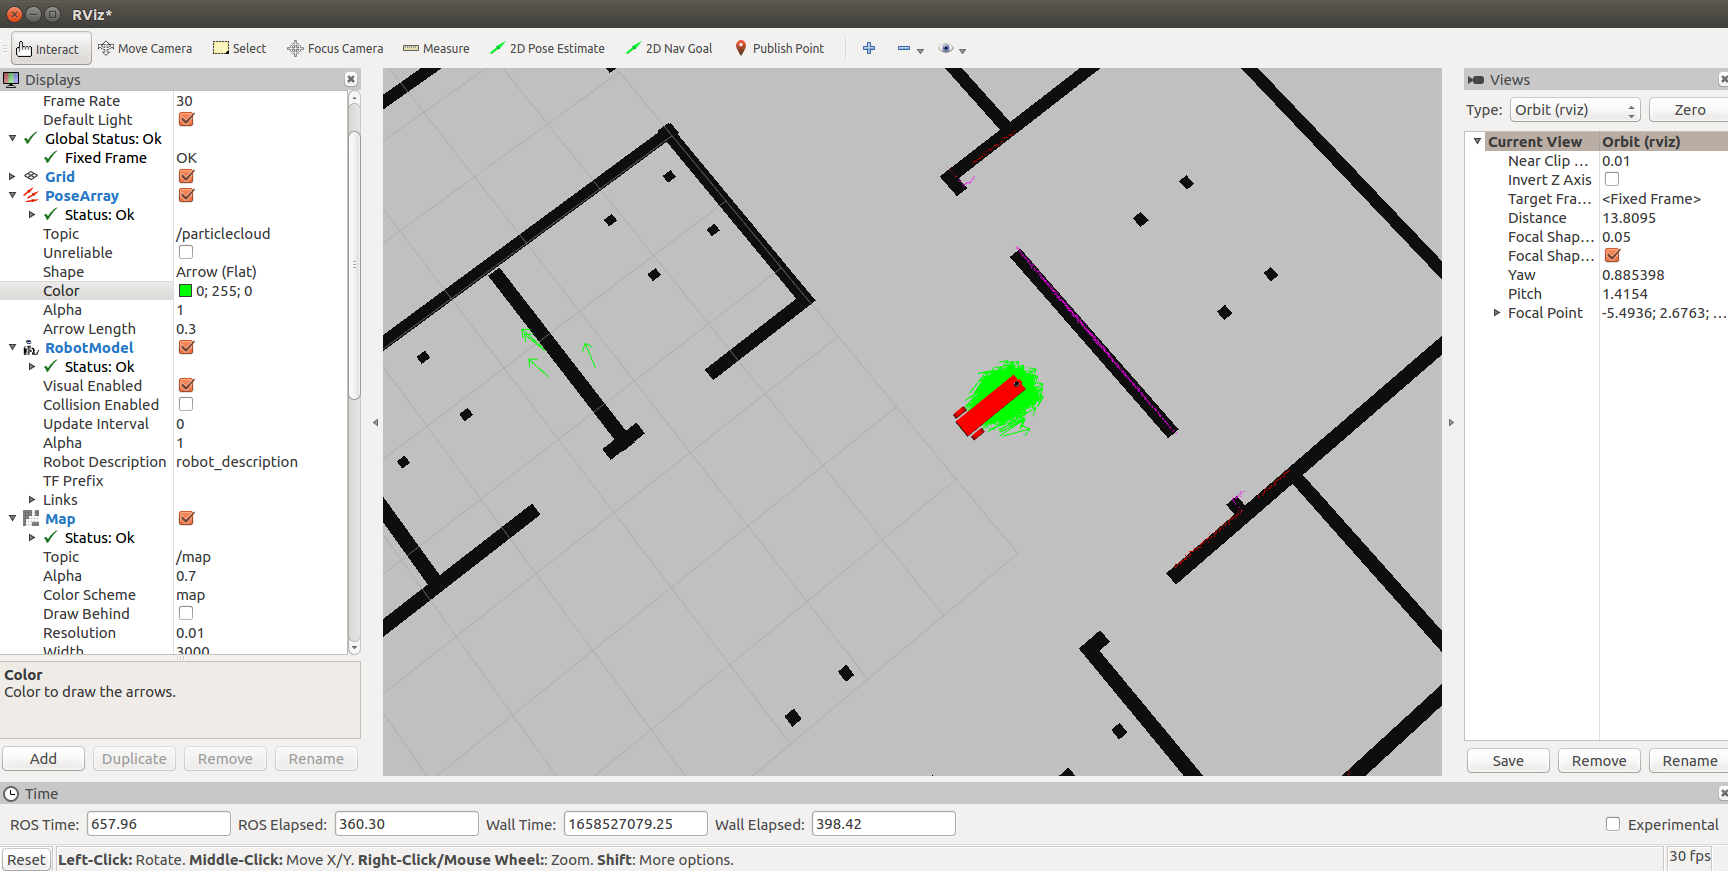 RViz*
Interact Move Camera Select Focus Camera Measure 2D Pose Estimate 2D Nav Goal Publish Point
Displays
Frame Rate 30
Default Light
Global Status: Ok
Fixed Frame OK
Grid
PoseArray
Status: Ok
Topic /particlecloud
Unreliable
Shape Arrow (Flat)
Color 0; 255; 0
Alpha 1
Arrow Length 0.3
RobotModel
Status: Ok
Visual Enabled
Collision Enabled
Update Interval 0
Alpha 1
Robot Description robot_description
TF Prefix
Links
Map
Status: Ok
Topic /map
Alpha 0.7
Color Scheme map
Draw Behind
Resolution 0.01
Width 3000
Color
Color to draw the arrows.
Add Duplicate Remove Rename
Views
Type: Orbit (rviz) Zero
Current View Orbit (rviz)
Near Clip ... 0.01
Invert Z Axis
Target Fra... <Fixed Frame>
Distance 13.8095
Focal Shap... 0.05
Focal Shap...
Yaw 0.885398
Pitch 1.4154
Focal Point -5.4936; 2.6763; ...
Save Remove Rename
Time
ROS Time: 657.96 ROS Elapsed: 360.30 Wall Time: 1658527079.25 Wall Elapsed: 398.42 Experimental
Reset Left-Click: Rotate. Middle-Click: Move X/Y. Right-Click/Mouse Wheel:: Zoom. Shift: More options. 30 fps